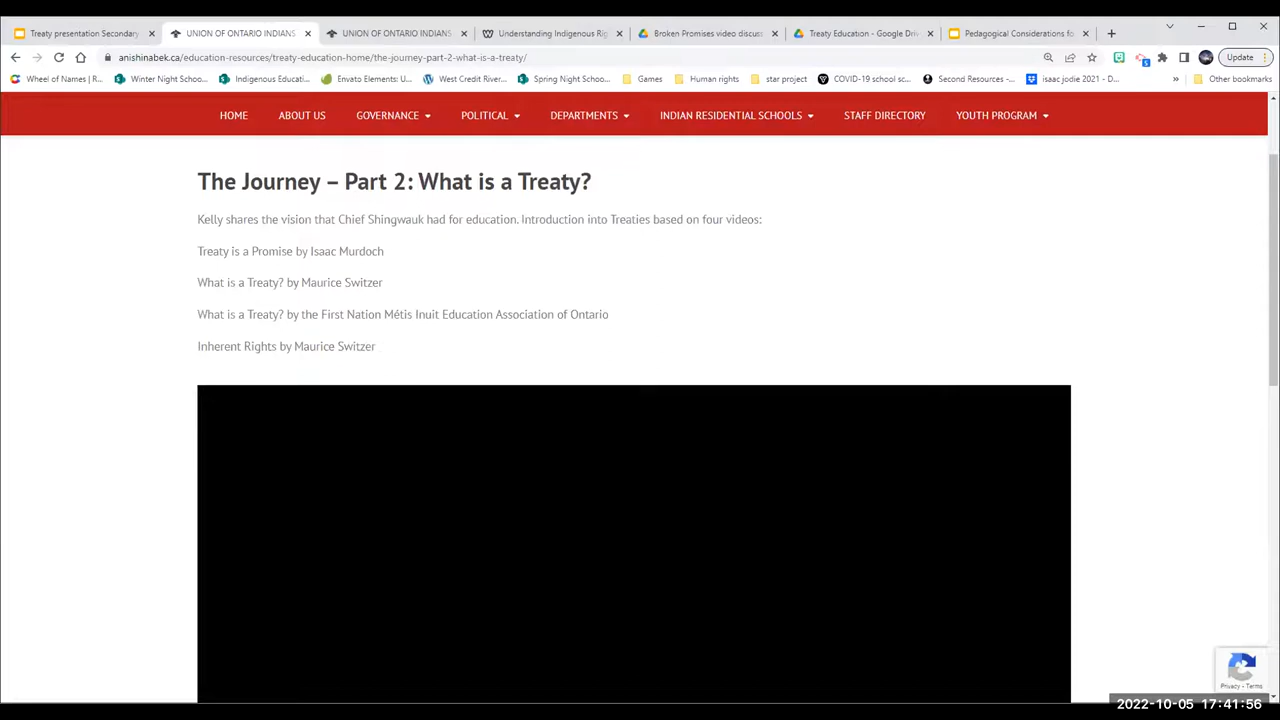 Treaty presentation Secondary
UNION OF ONTARIO INDIANS
UNION OF ONTARIO INDIANS
Understanding Indigenous Rig
Broken Promises video discuss
Treaty Education - Google Driv
Pedagogical Considerations fo
anishinabek.ca/education-resources/treaty-education-home/the-journey-part-2-what-is-a-treaty/
Update
Wheel of Names | R...
Winter Night Schoo...
Indigenous Educati...
Envato Elements: U...
West Credit River...
Spring Night Schoo...
Games
Human rights
star project
COVID-19 school sc...
Second Resources -...
isaac jodie 2021 - D...
»
Other bookmarks
HOME
ABOUT US
GOVERNANCE
POLITICAL
DEPARTMENTS
INDIAN RESIDENTIAL SCHOOLS
STAFF DIRECTORY
YOUTH PROGRAM
The Journey – Part 2: What is a Treaty?
Kelly shares the vision that Chief Shingwauk had for education. Introduction into Treaties based on four videos:
Treaty is a Promise by Isaac Murdoch
What is a Treaty? by Maurice Switzer
What is a Treaty? by the First Nation Métis Inuit Education Association of Ontario
Inherent Rights by Maurice Switzer
Privacy - Terms
2022-10-05 17:41:56